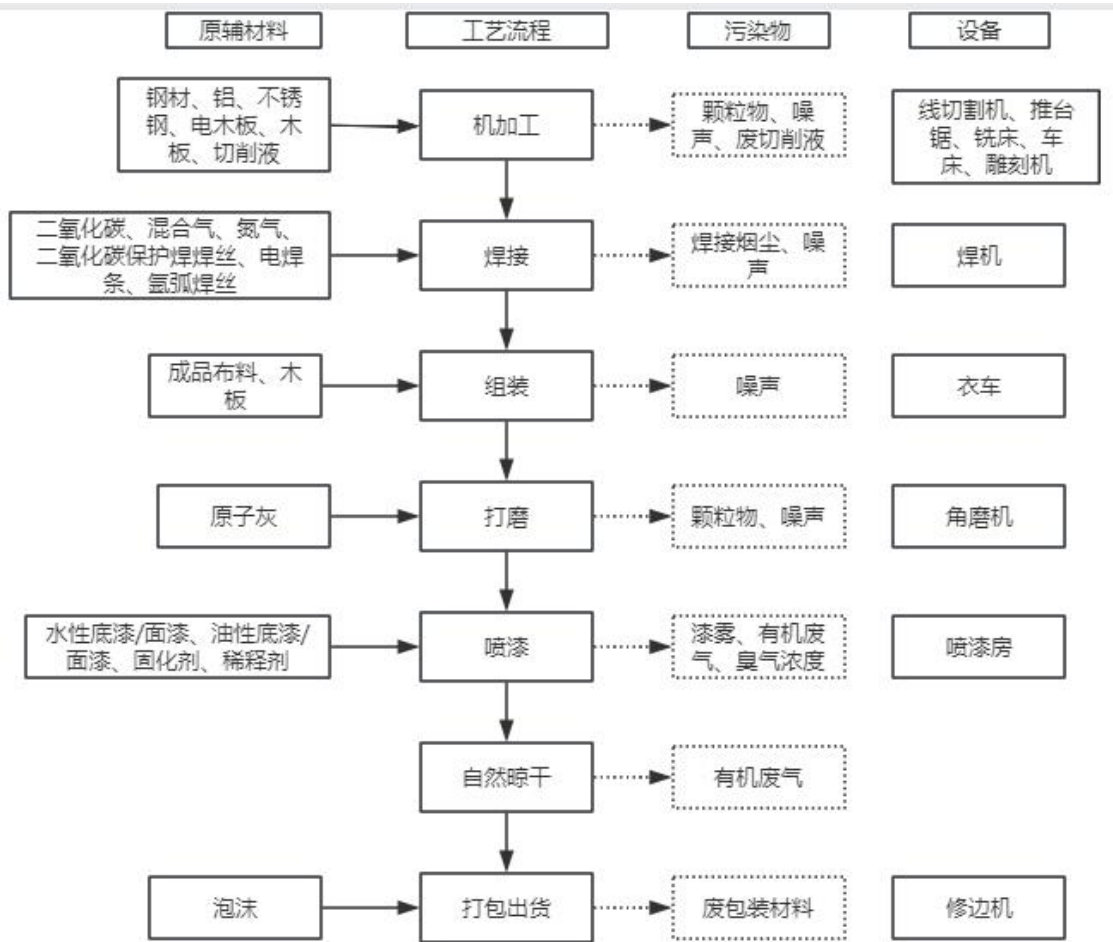 原辅材料
工艺流程
污染物
设备
钢材、铝、不锈
钢、电木板、木
板、切削液
机加工
颗粒物、噪
声、废切削液
线切割机、推台
锯、铣床、车
床、雕刻机
二氧化碳、混合气、氮气、
二氧化碳保护焊焊丝、电焊
条、氩弧焊丝
焊接
焊接烟尘、噪
声
焊机
成品布料、木
板
组装
噪声
衣车
原子灰
打磨
颗粒物、噪声
角磨机
水性底漆/面漆、油性底漆/
面漆、固化剂、稀释剂
喷漆
漆雾、有机废
气、臭气浓度
喷漆房
自然晾干
有机废气
泡沫
打包出货
废包装材料
修边机